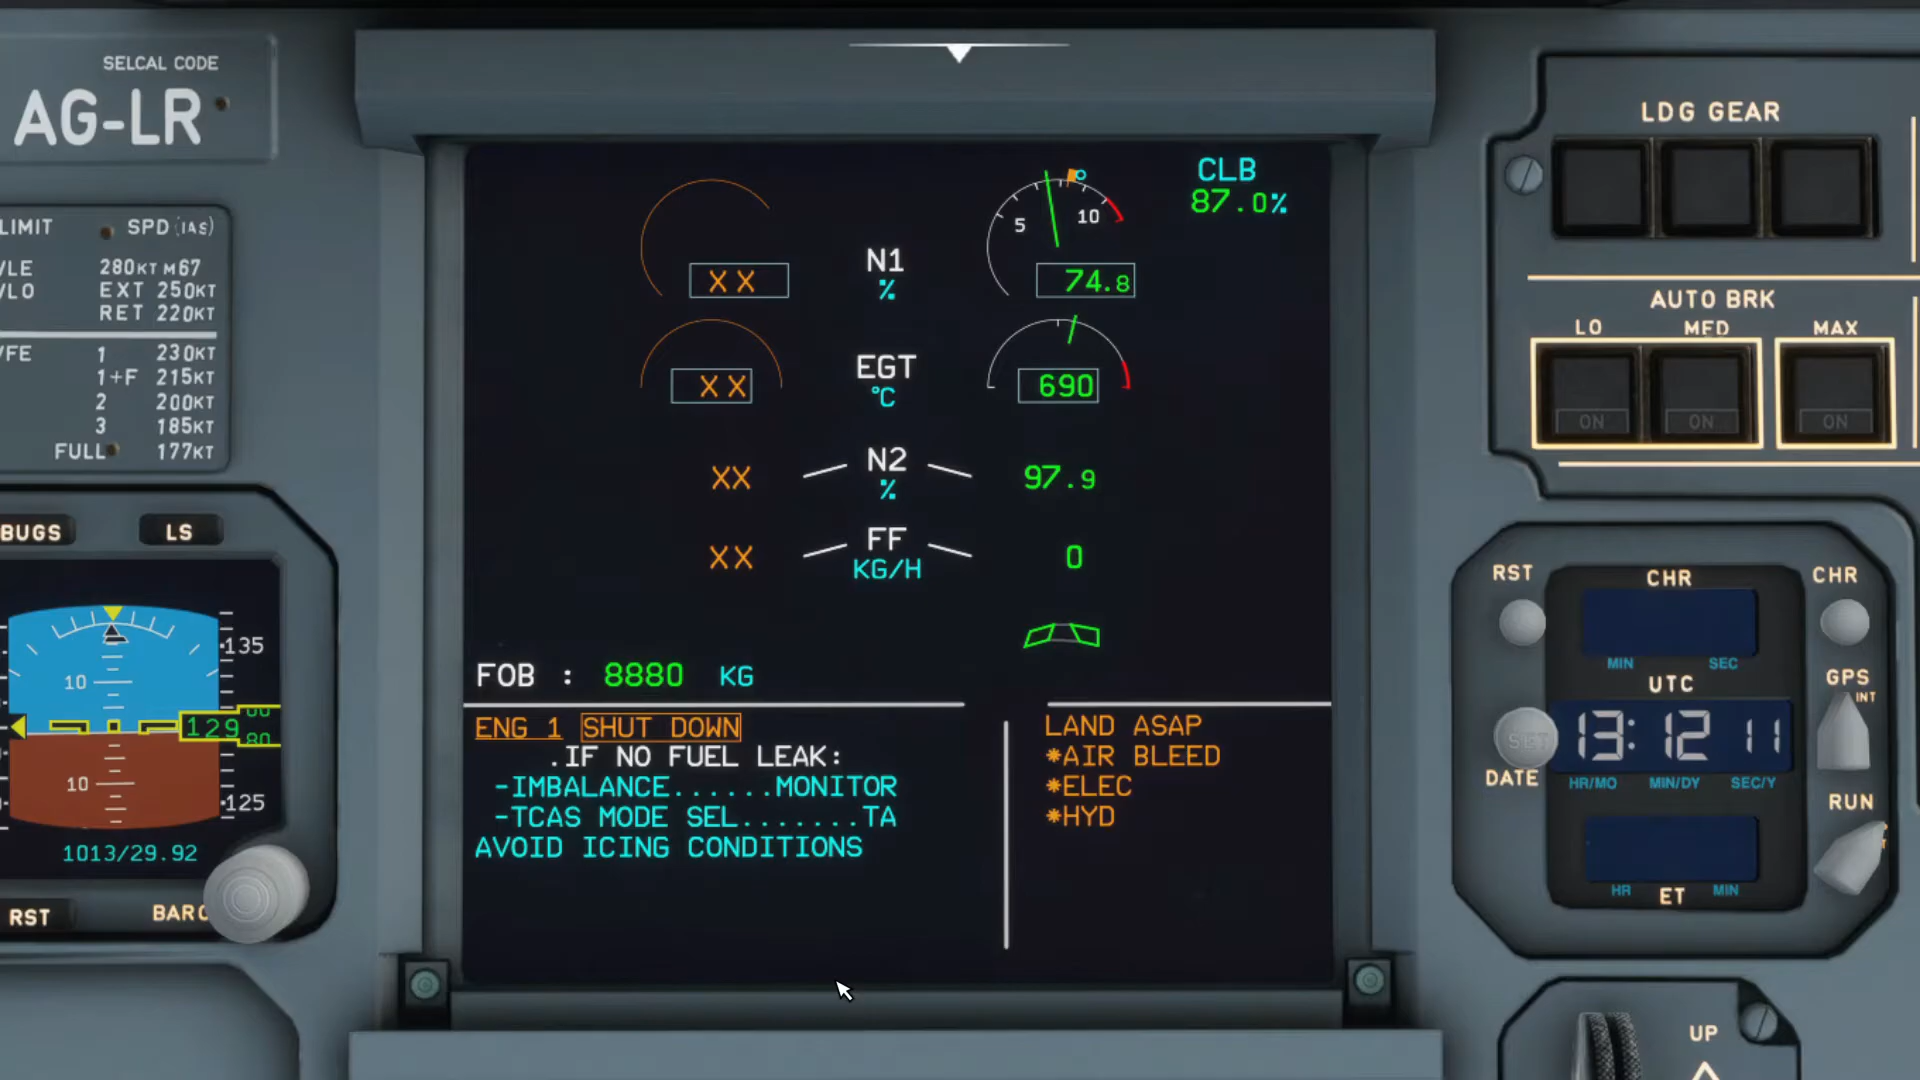 SELCAL CODE
AG-LR
LIMIT SPD (IAS)
/LE 280KT M67
/LO EXT 250KT
RET 220KT
/FE 1 230KT
1+F 215KT
2 200KT
3 185KT
FULL 177KT
BUGS LS
135
10
129
00
80
10
125
1013/29.92
RST BARO
CLB
87.0%
5 10
XX N1 % 74.8
XX EGT °C 690
XX N2 % 97.9
XX FF KG/H 0
FOB : 8880 KG
ENG 1 SHUT DOWN
.IF NO FUEL LEAK:
-IMBALANCE......MONITOR
-TCAS MODE SEL.......TA
AVOID ICING CONDITIONS
LAND ASAP
*AIR BLEED
*ELEC
*HYD
LDG GEAR
AUTO BRK
LO MED MAX
ON ON ON
RST CHR CHR
MIN SEC
UTC GPS
INT
SET 13:12 11
DATE HR/MO MIN/DY SEC/Y
RUN
HR ET MIN
UP